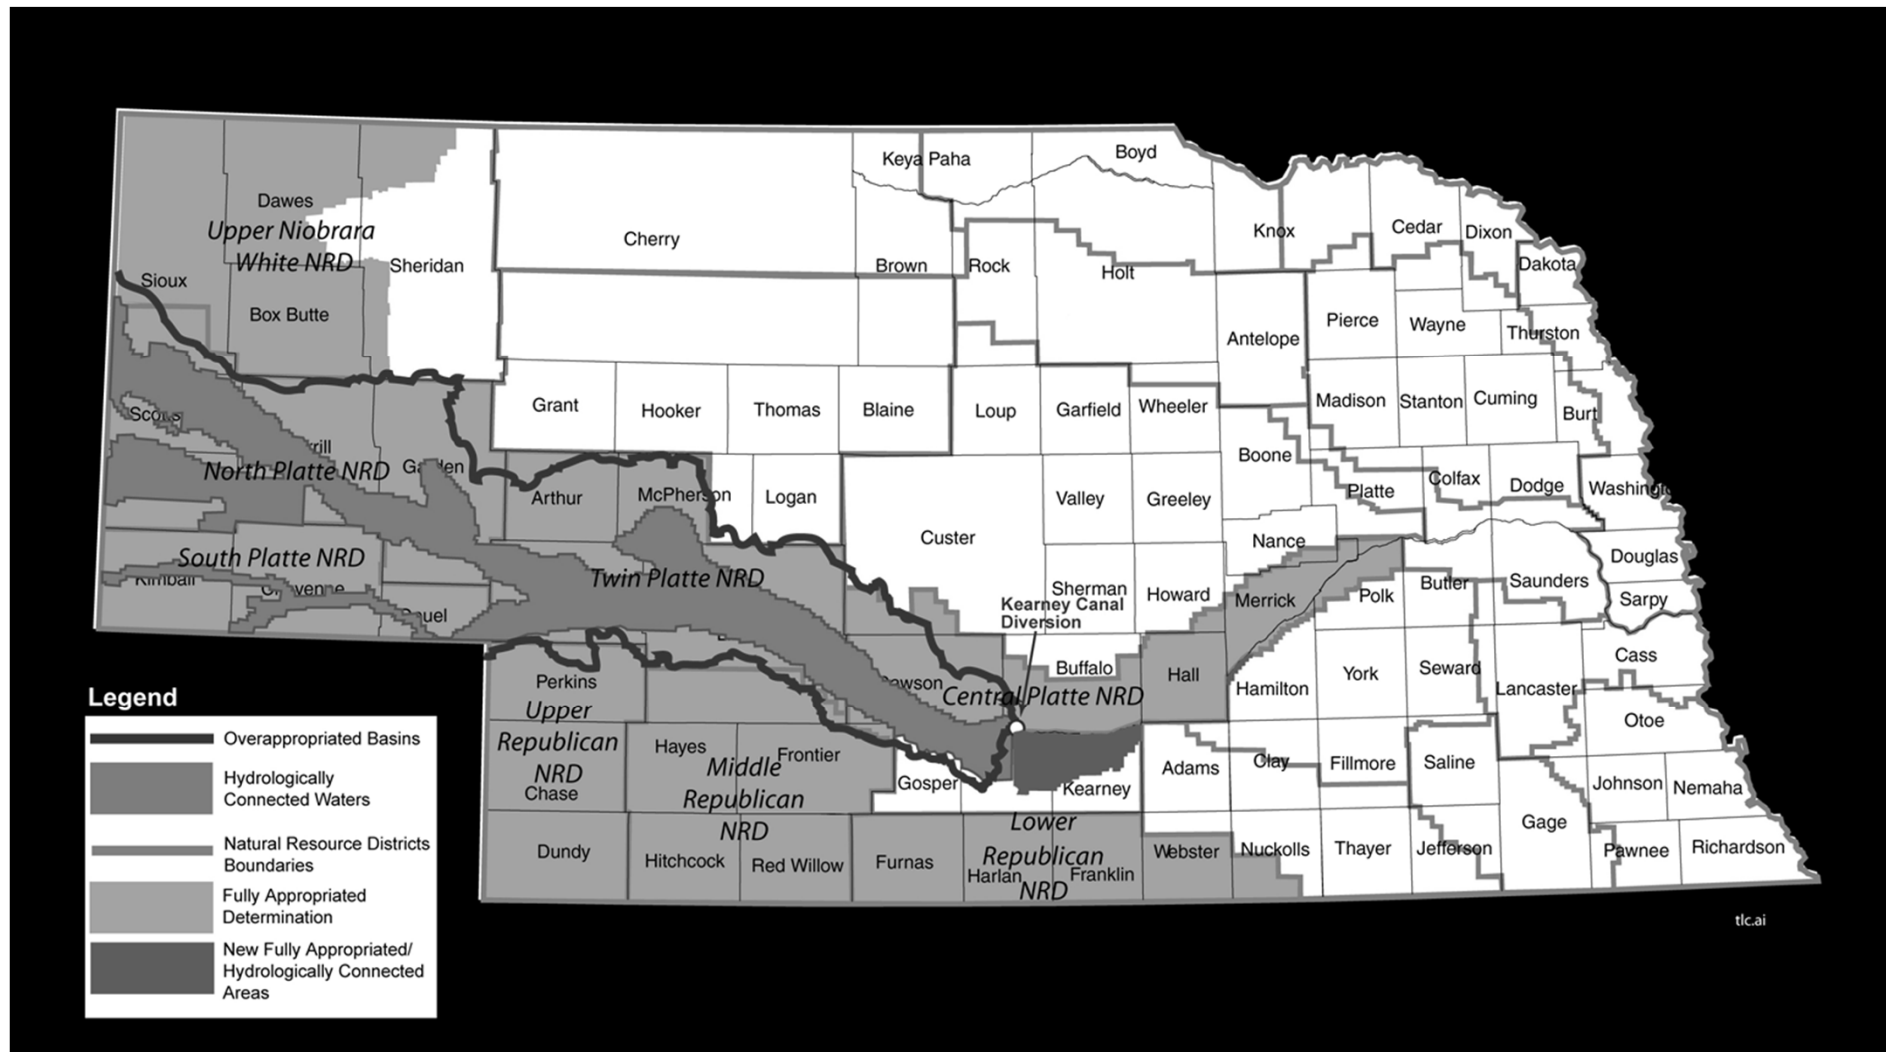 Keya Paha
Boyd
Dawes
Upper Niobrara
White NRD
Cherry
Knox
Cedar
Dixon
Sheridan
Brown
Rock
Holt
Dakota
Sioux
Box Butte
Antelope
Pierce
Wayne
Thurston
Grant
Hooker
Thomas
Blaine
Loup
Garfield
Wheeler
Madison
Stanton
Cuming
Burt
Boone
North Platte NRD
Arthur
McPherson
Logan
Valley
Greeley
Platte
Colfax
Dodge
Custer
Nance
South Platte NRD
Twin Platte NRD
Douglas
Sherman
Howard
Merrick
Polk
Butler
Saunders
Sarpy
Kearney Canal
Diversion
Buffalo
Hall
York
Seward
Cass
Perkins
Central Platte NRD
Hamilton
Lancaster
Otoe
Upper
Republican
NRD
Chase
Hayes
Frontier
Middle
Republican
NRD
Gosper
Kearney
Adams
Clay
Fillmore
Saline
Johnson
Nemaha
Lower
Republican
NRD
Dundy
Hitchcock
Red Willow
Furnas
Harlan
Franklin
Webster
Nuckolls
Thayer
Jefferson
Gage
Pawnee
Richardson
Legend
Overappropriated Basins
Hydrologically
Connected Waters
Natural Resource Districts
Boundaries
Fully Appropriated
Determination
New Fully Appropriated/
Hydrologically Connected
Areas
tlc.ai